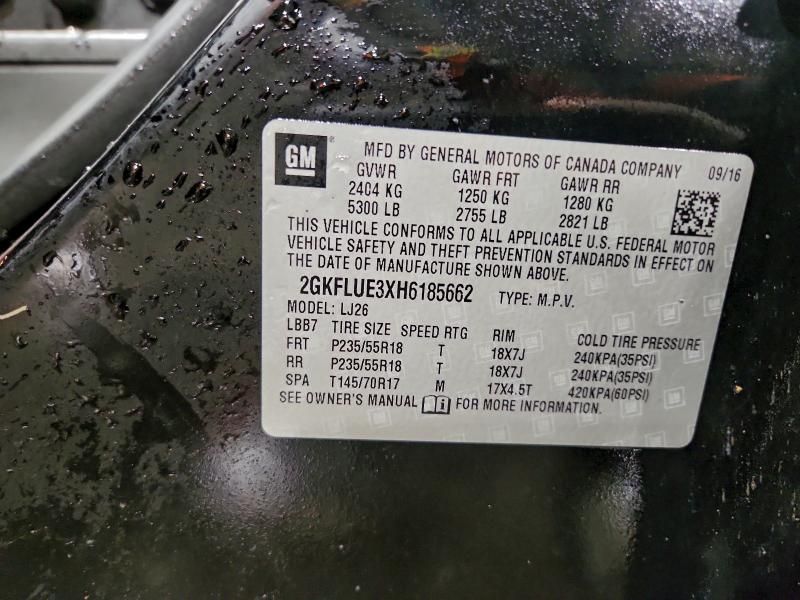 GM
MFD BY GENERAL MOTORS OF CANADA COMPANY 09/16
GVWR GAWR FRT GAWR RR
2404 KG 1250 KG 1280 KG
5300 LB 2755 LB 2821 LB
THIS VEHICLE CONFORMS TO ALL APPLICABLE U.S. FEDERAL MOTOR
VEHICLE SAFETY AND THEFT PREVENTION STANDARDS IN EFFECT ON
THE DATE OF MANUFACTURE SHOWN ABOVE.
2GKFLUE3XH6185662 TYPE: M.P.V.
MODEL: LJ26
LBB7 TIRE SIZE SPEED RTG RIM COLD TIRE PRESSURE
FRT P235/55R18 T 18X7J 240KPA(35PSI)
RR P235/55R18 T 18X7J 240KPA(35PSI)
SPA T145/70R17 M 17X4.5T 420KPA(60PSI)
SEE OWNER'S MANUAL i FOR MORE INFORMATION.